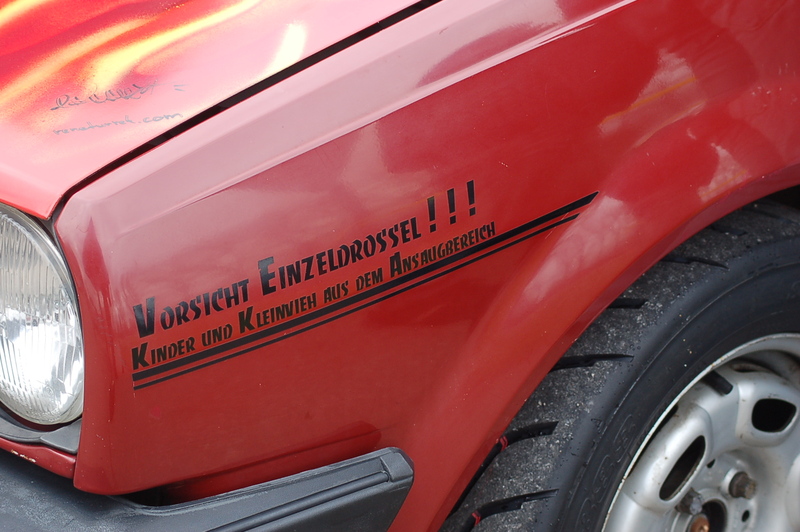 Vorsicht Einzeldrossel!!!
Kinder und Kleinvieh aus dem Ansaugbereich